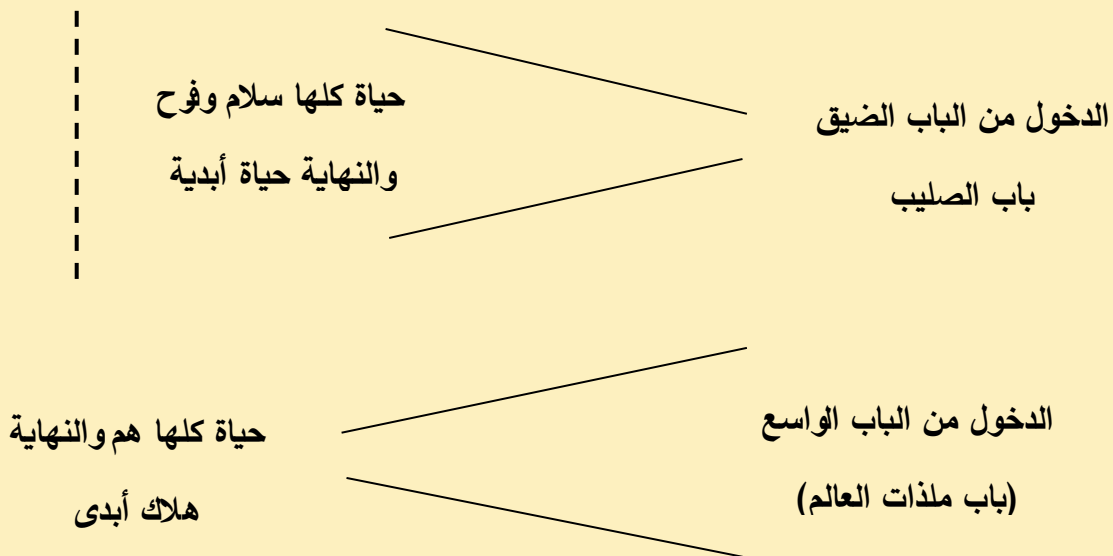 الدخول من الباب الضيق
باب الصليب
حياة كلها سلام وفرح
والنهاية حياة أبدية
الدخول من الباب الواسع
(باب ملذات العالم)
حياة كلها هم والنهاية
هلاك أبدى